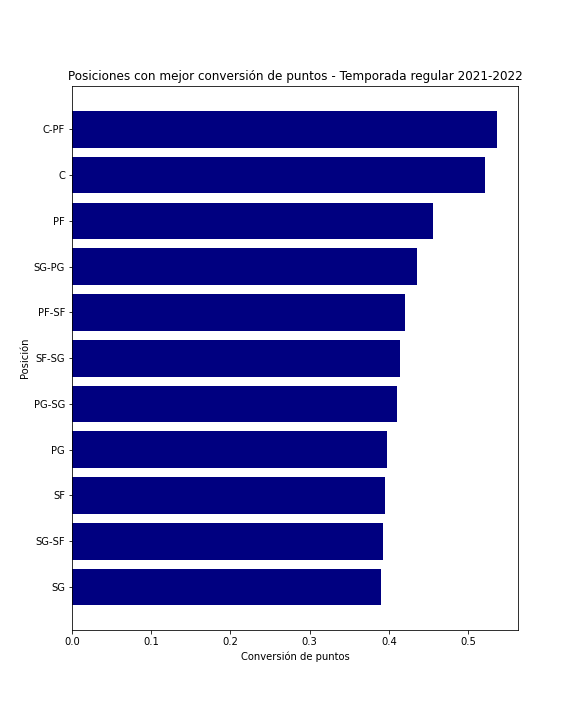 Posiciones con mejor conversión de puntos - Temporada regular 2021-2022
C-PF
C
PF
SG-PG
PF-SF
SF-SG
PG-SG
PG
SF
SG-SF
SG
Posición
0.0 0.1 0.2 0.3 0.4 0.5
Conversión de puntos